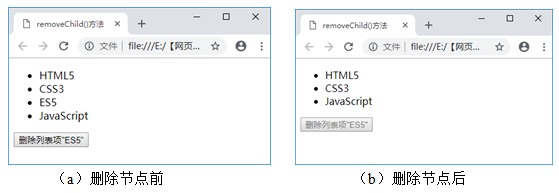 removeChild()方法
文件 | file:///E:/【网页...
HTML5
CSS3
ES5
JavaScript
删除列表项"ES5"
(a) 删除节点前
removeChild()方法
文件 | file:///E:/【网页...
HTML5
CSS3
JavaScript
删除列表项"ES5"
(b) 删除节点后